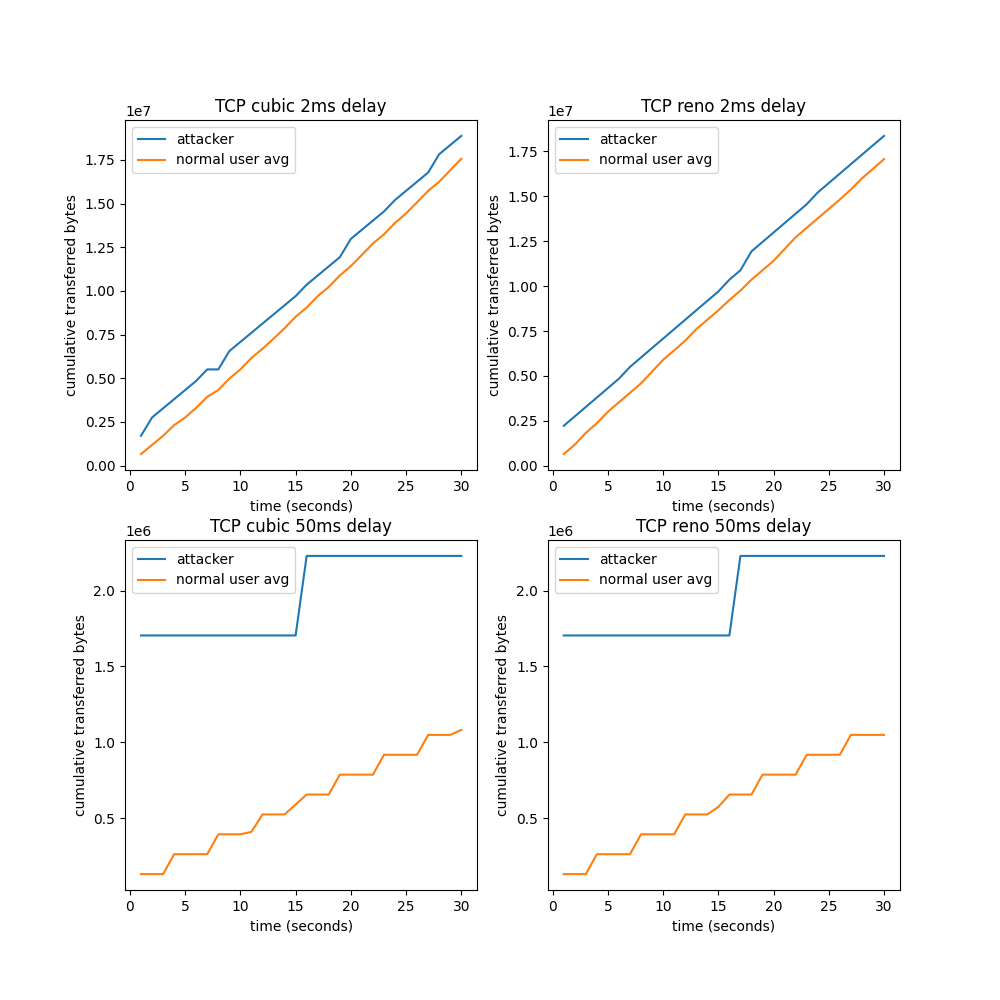 TCP cubic 2ms delay
1e7
attacker
normal user avg
cumulative transferred bytes
1.75
1.50
1.25
1.00
0.75
0.50
0.25
0.00
0 5 10 15 20 25 30
time (seconds)
TCP reno 2ms delay
1e7
attacker
normal user avg
cumulative transferred bytes
1.75
1.50
1.25
1.00
0.75
0.50
0.25
0.00
0 5 10 15 20 25 30
time (seconds)
TCP cubic 50ms delay
1e6
attacker
normal user avg
cumulative transferred bytes
2.0
1.5
1.0
0.5
0 5 10 15 20 25 30
time (seconds)
TCP reno 50ms delay
1e6
attacker
normal user avg
cumulative transferred bytes
2.0
1.5
1.0
0.5
0 5 10 15 20 25 30
time (seconds)